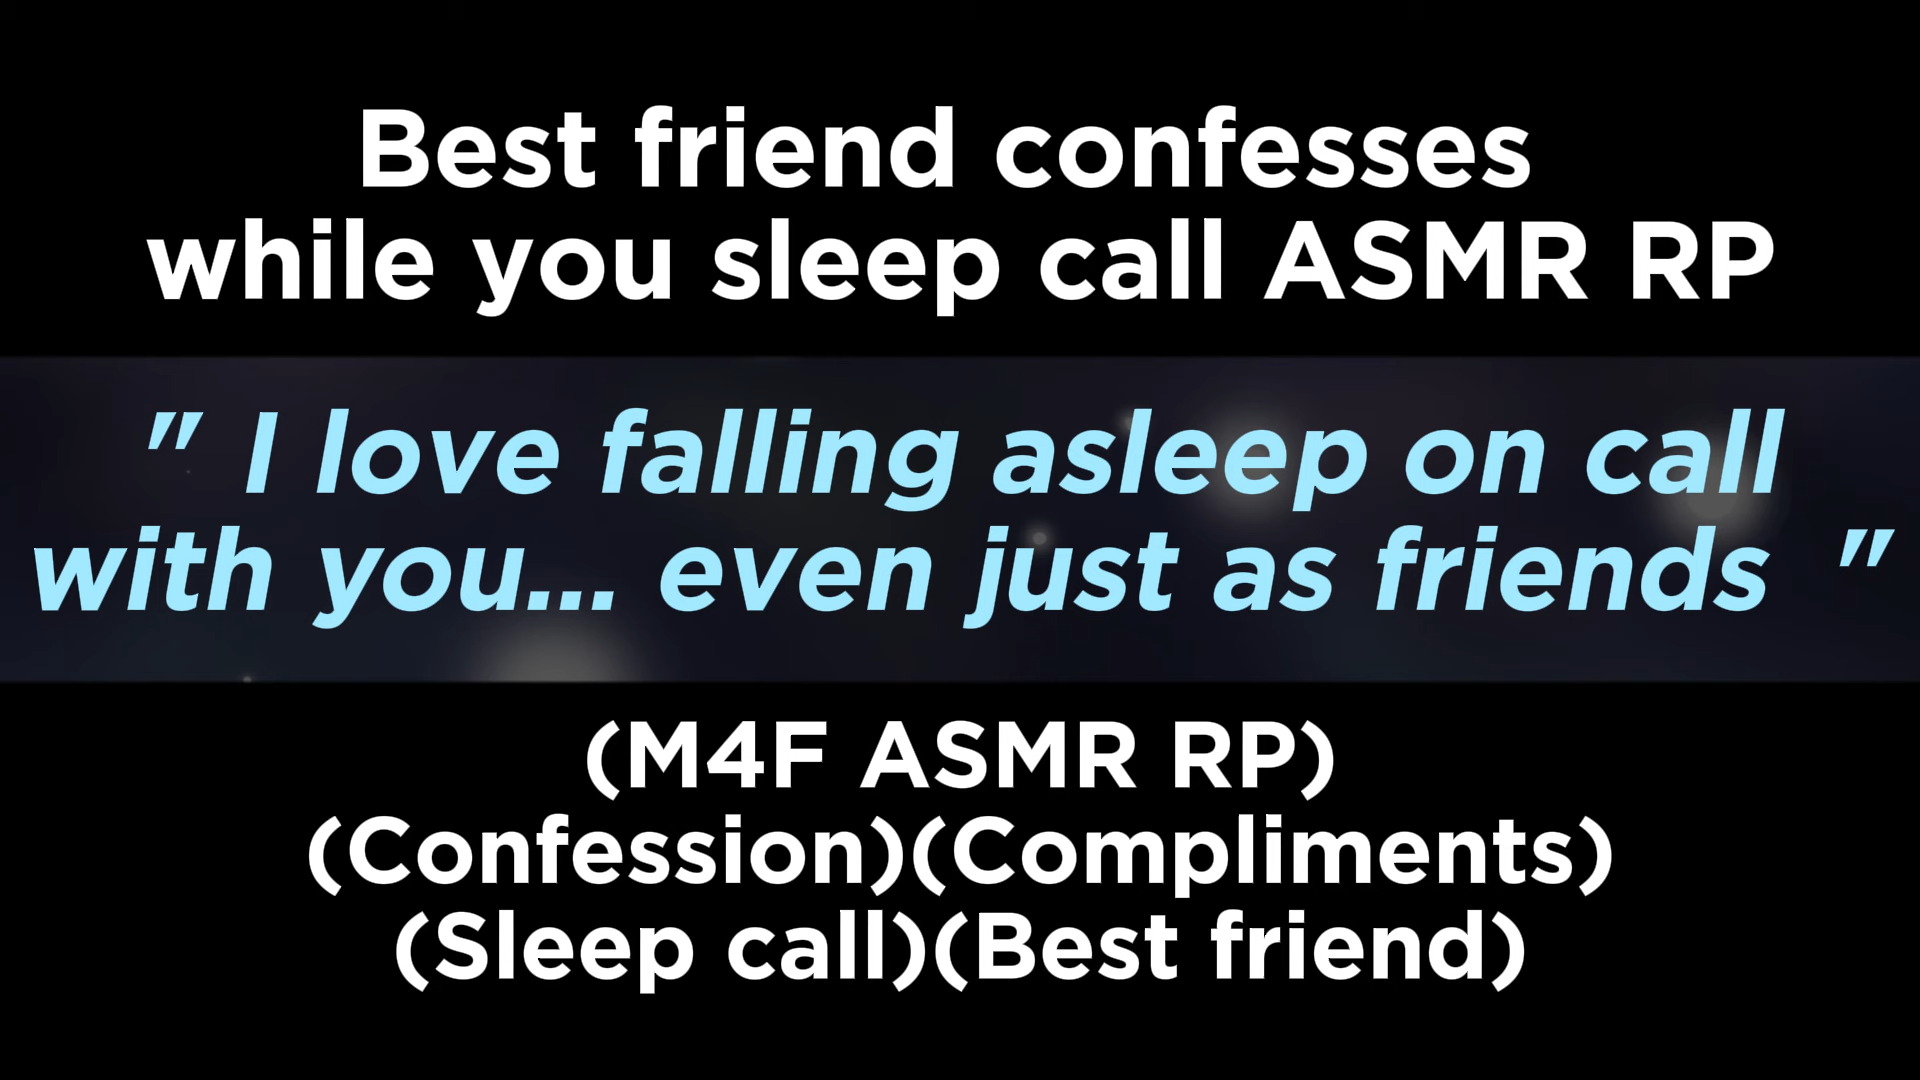 Best friend confesses
while you sleep call ASMR RP
" I love falling asleep on call
with you... even just as friends "
(M4F ASMR RP)
(Confession)(Compliments)
(Sleep call)(Best friend)